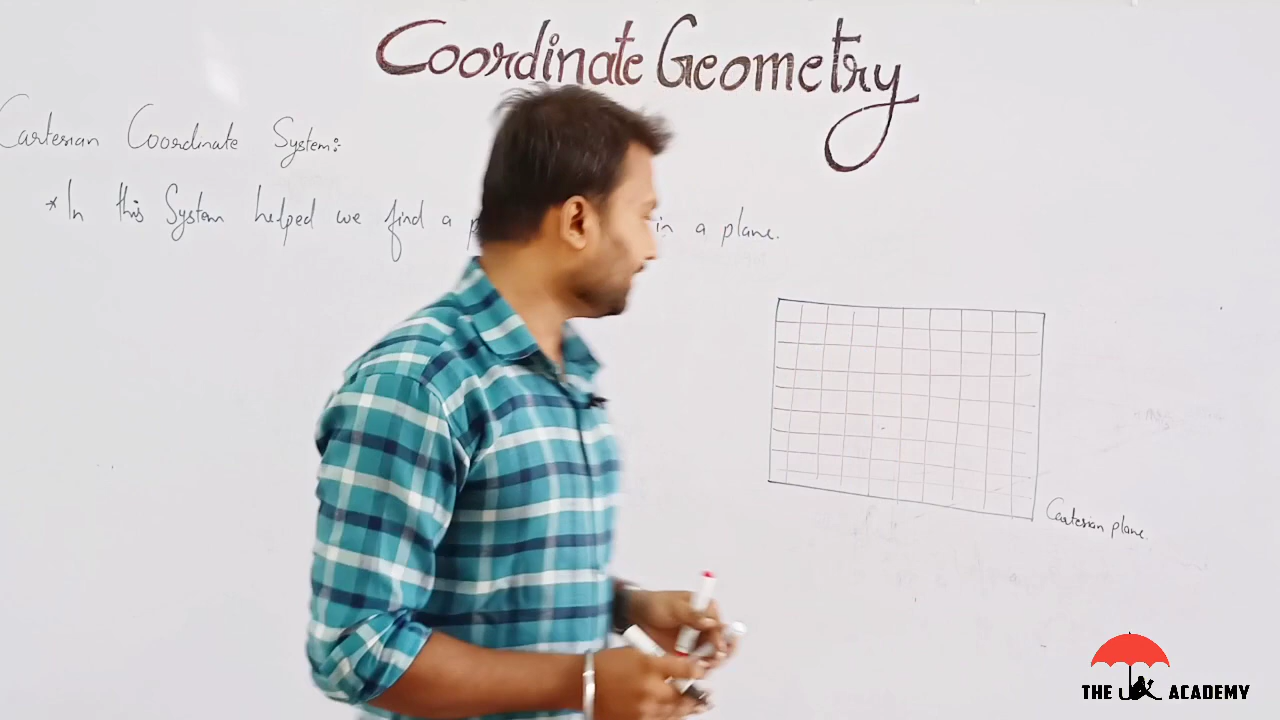 Coordinate Geometry
Cartesian Coordinate System:
*In this System helped we find a in a plane.
Cartesian plane.
THE ACADEMY